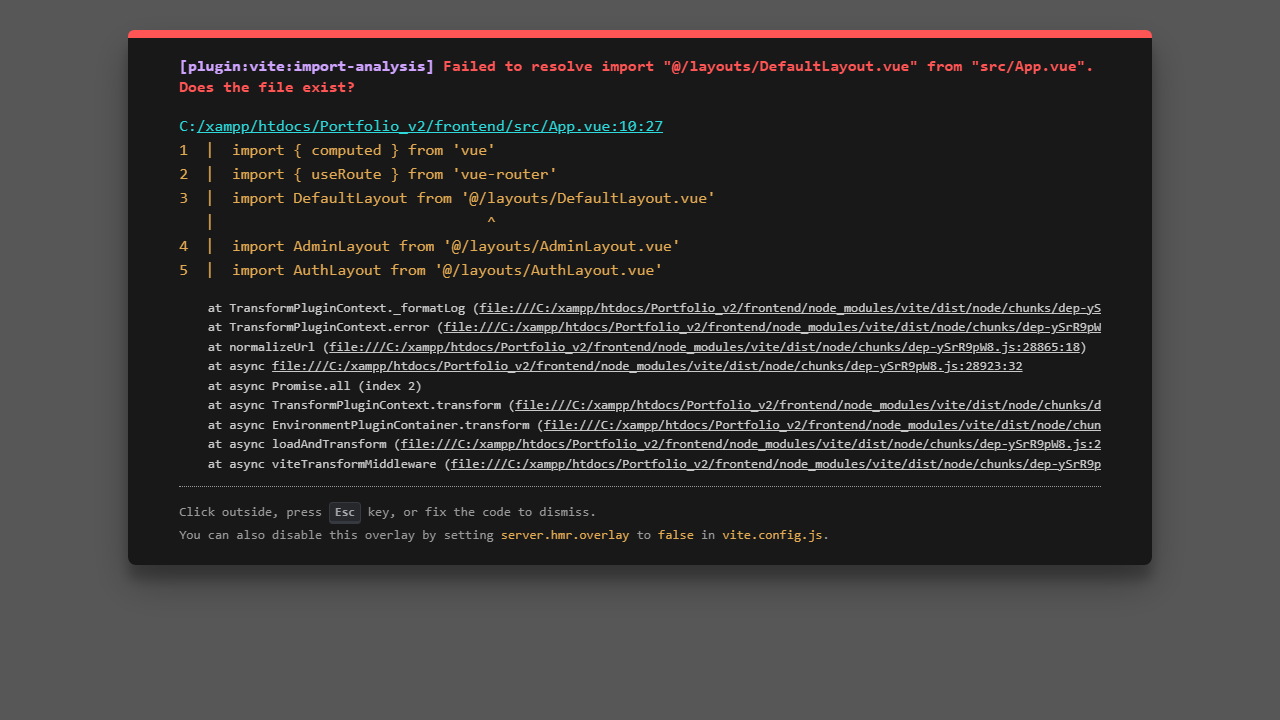 [plugin:vite:import-analysis] Failed to resolve import "@/layouts/DefaultLayout.vue" from "src/App.vue".
Does the file exist?
C:/xampp/htdocs/Portfolio_v2/frontend/src/App.vue:10:27
1  |  import { computed } from 'vue'
2  |  import { useRoute } from 'vue-router'
3  |  import DefaultLayout from '@/layouts/DefaultLayout.vue'
   |                               ^
4  |  import AdminLayout from '@/layouts/AdminLayout.vue'
5  |  import AuthLayout from '@/layouts/AuthLayout.vue'
at TransformPluginContext._formatLog (file:///C:/xampp/htdocs/Portfolio_v2/frontend/node_modules/vite/dist/node/chunks/dep-yS
at TransformPluginContext.error (file:///C:/xampp/htdocs/Portfolio_v2/frontend/node_modules/vite/dist/node/chunks/dep-ySrR9pW
at normalizeUrl (file:///C:/xampp/htdocs/Portfolio_v2/frontend/node_modules/vite/dist/node/chunks/dep-ySrR9pW8.js:28865:18)
at async file:///C:/xampp/htdocs/Portfolio_v2/frontend/node_modules/vite/dist/node/chunks/dep-ySrR9pW8.js:28923:32
at async Promise.all (index 2)
at async TransformPluginContext.transform (file:///C:/xampp/htdocs/Portfolio_v2/frontend/node_modules/vite/dist/node/chunks/d
at async EnvironmentPluginContainer.transform (file:///C:/xampp/htdocs/Portfolio_v2/frontend/node_modules/vite/dist/node/chun
at async loadAndTransform (file:///C:/xampp/htdocs/Portfolio_v2/frontend/node_modules/vite/dist/node/chunks/dep-ySrR9pW8.js:2
at async viteTransformMiddleware (file:///C:/xampp/htdocs/Portfolio_v2/frontend/node_modules/vite/dist/node/chunks/dep-ySrR9p
Click outside, press Esc key, or fix the code to dismiss.
You can also disable this overlay by setting server.hmr.overlay to false in vite.config.js.